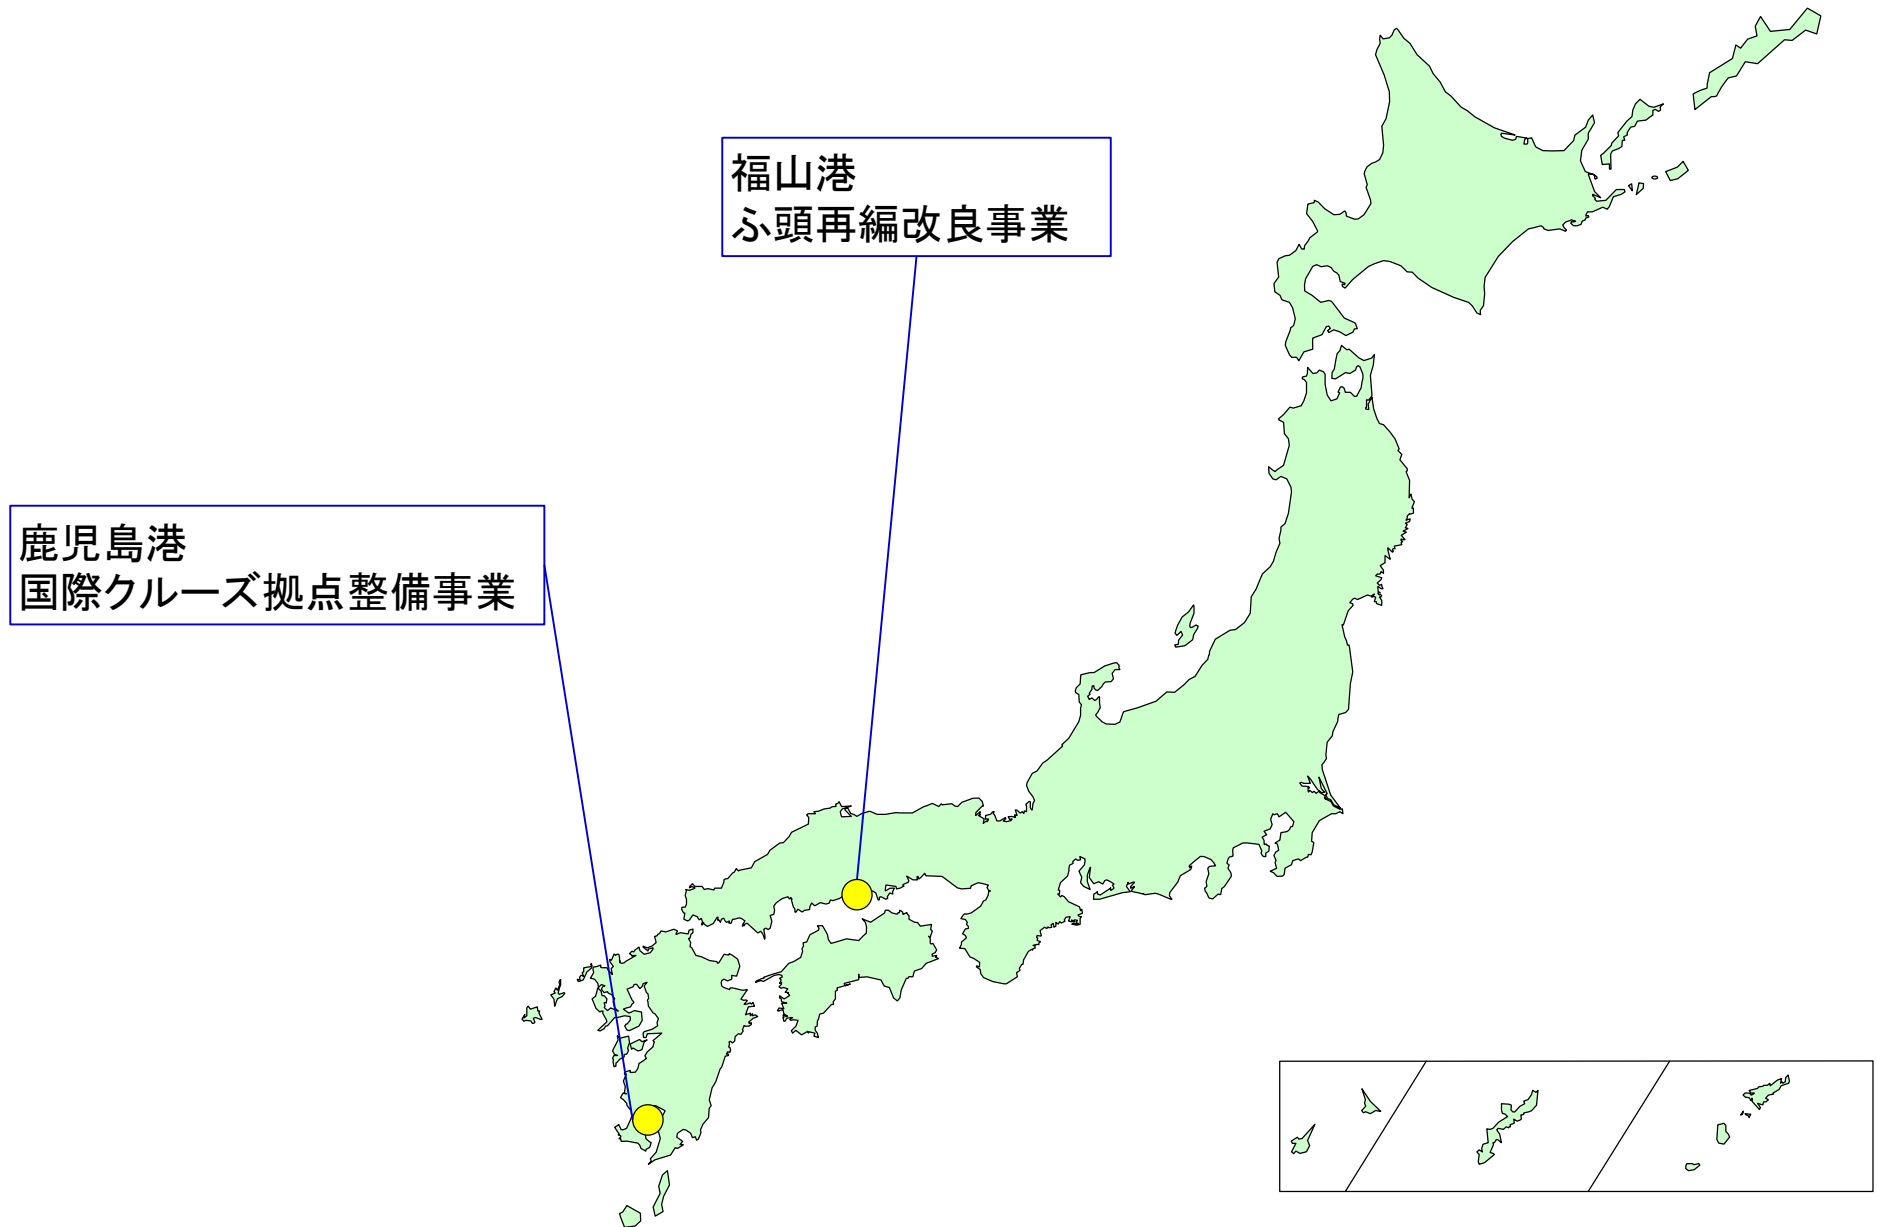 福山港
ふ頭再編改良事業
鹿児島港
国際クルーズ拠点整備事業